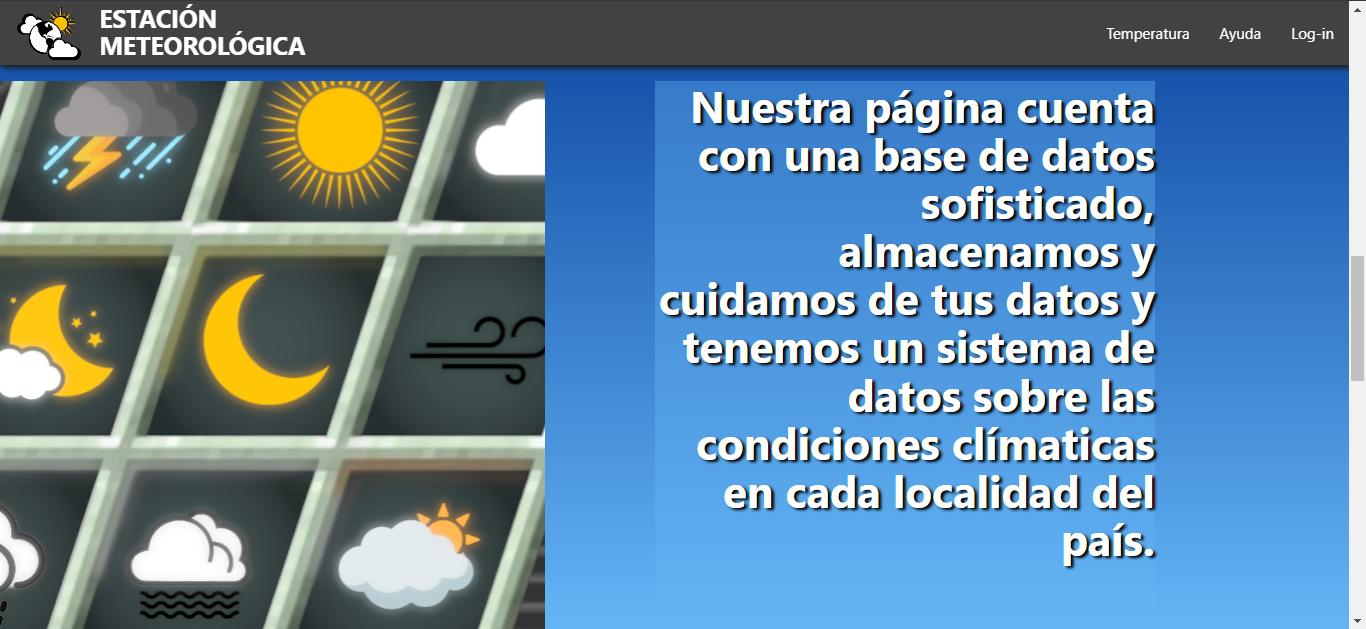 ESTACIÓN
METEOROLÓGICA
Temperatura Ayuda Log-in
Nuestra página cuenta
con una base de datos
sofisticado,
almacenamos y
cuidamos de tus datos y
tenemos un sistema de
datos sobre las
condiciones clímaticas
en cada localidad del
país.